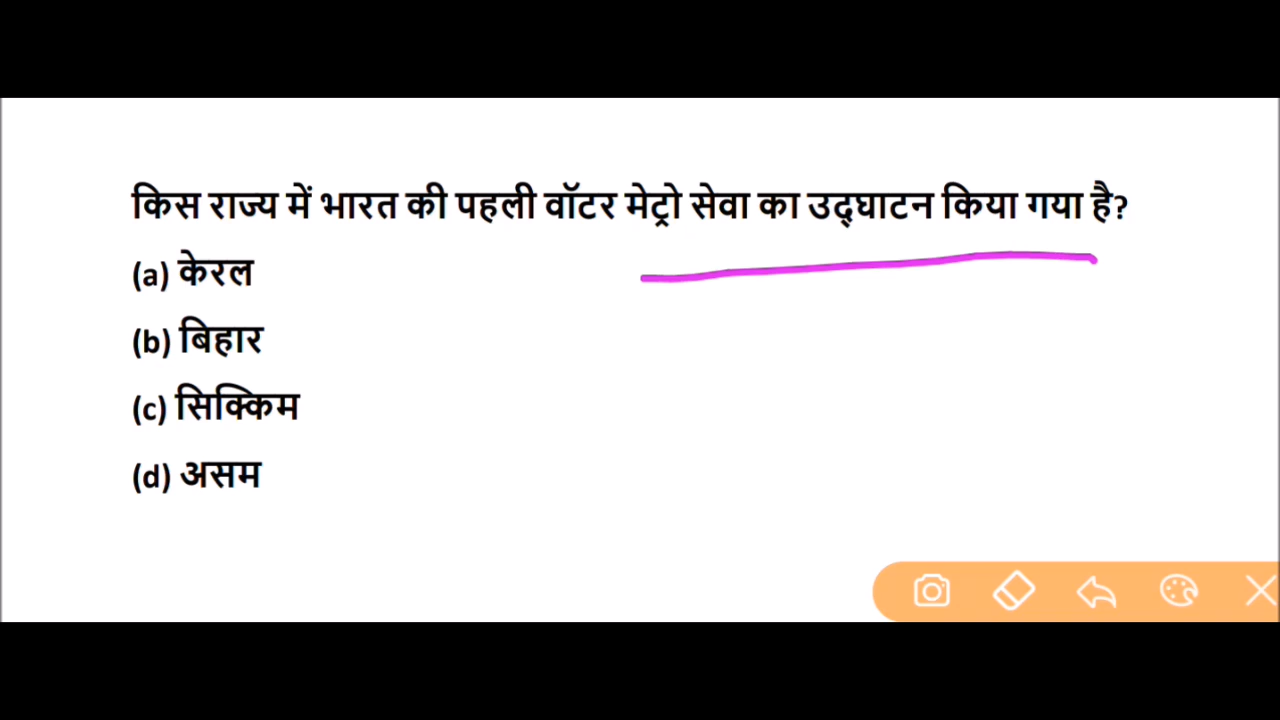 किस राज्य में भारत की पहली वॉटर मेट्रो सेवा का उद्घाटन किया गया है?
(a) केरल
(b) बिहार
(c) सिक्किम
(d) असम